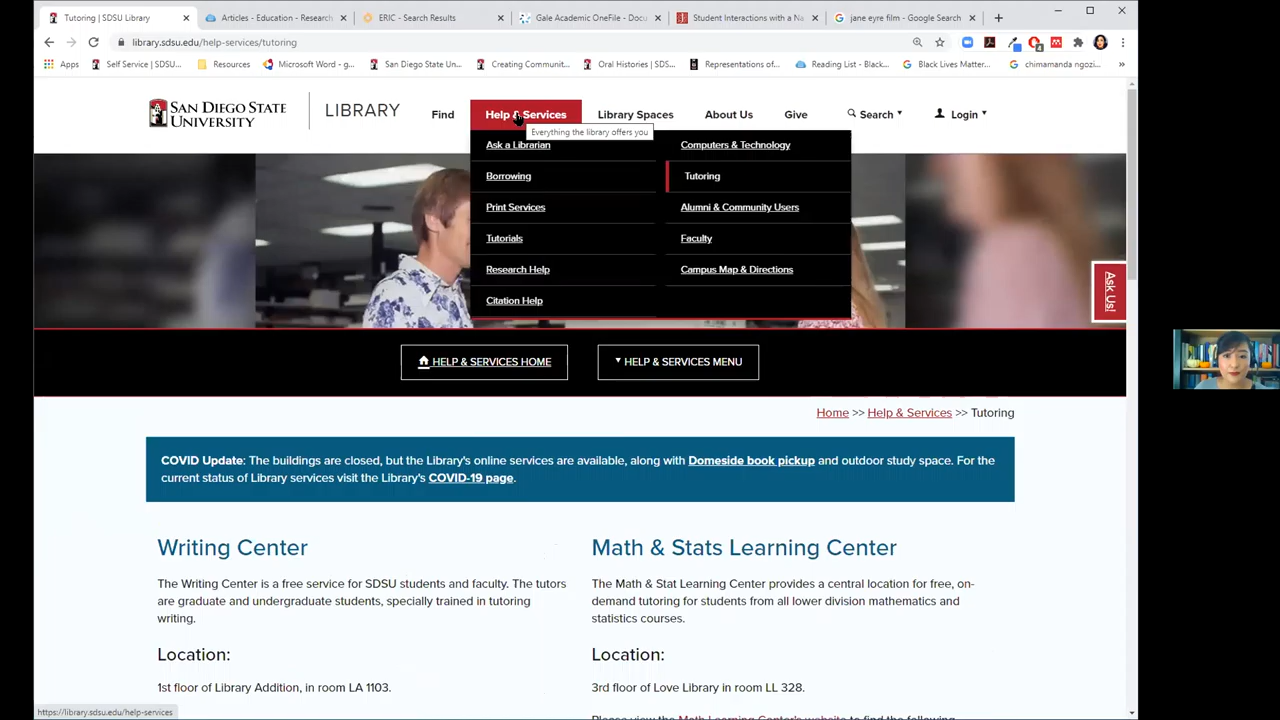 Tutoring | SDSU Library
Articles - Education - Research
ERIC - Search Results
Gale Academic OneFile - Docu
Student Interactions with a Na
jane eyre film - Google Search
library.sdsu.edu/help-services/tutoring
Apps
Self Service | SDSU...
Resources
Microsoft Word - g...
San Diego State Un...
Creating Communit...
Oral Histories | SDS...
Representations of...
Reading List - Black...
Black Lives Matter...
chimamanda ngozi...
»
SAN DIEGO STATE
UNIVERSITY
LIBRARY
Find
Help & Services
Library Spaces
About Us
Give
Search
Login
Everything the library offers you
Ask a Librarian
Computers & Technology
Borrowing
Tutoring
Print Services
Alumni & Community Users
Tutorials
Faculty
Research Help
Campus Map & Directions
Citation Help
Ask Us!
HELP & SERVICES HOME
HELP & SERVICES MENU
Home >> Help & Services >> Tutoring
COVID Update: The buildings are closed, but the Library's online services are available, along with Domeside book pickup and outdoor study space. For the
current status of Library services visit the Library's COVID-19 page.
Writing Center
The Writing Center is a free service for SDSU students and faculty. The tutors
are graduate and undergraduate students, specially trained in tutoring
writing.
Location:
1st floor of Library Addition, in room LA 1103.
Math & Stats Learning Center
The Math & Stat Learning Center provides a central location for free, on-
demand tutoring for students from all lower division mathematics and
statistics courses.
Location:
3rd floor of Love Library in room LL 328.
Please view the Math Learning Center's website to find the following
https://library.sdsu.edu/help-services